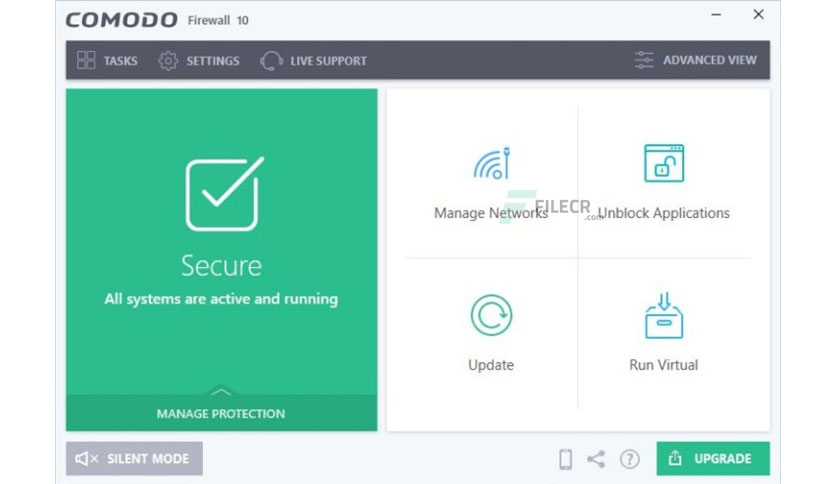 COMODO Firewall 10
TASKS SETTINGS LIVE SUPPORT ADVANCED VIEW
Secure
All systems are active and running
MANAGE PROTECTION
Manage Networks
Unblock Applications
FILECR
.com
Update
Run Virtual
SILENT MODE
?
UPGRADE